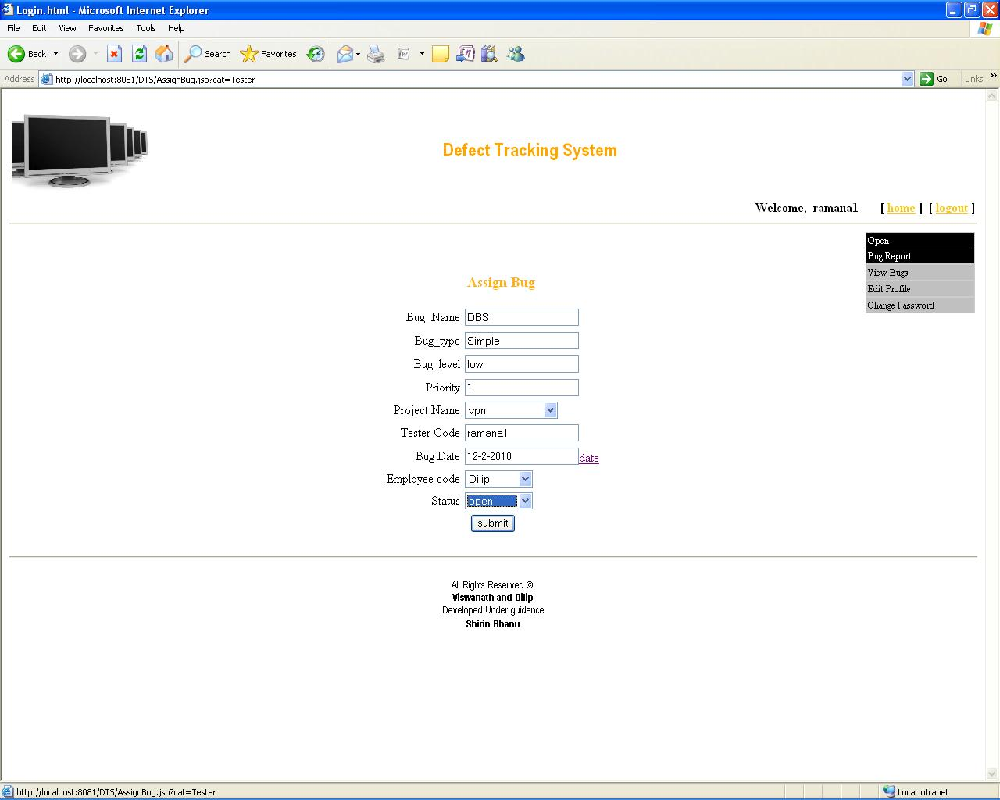 Login.html - Microsoft Internet Explorer
File Edit View Favorites Tools Help
Back Search Favorites
Address http://localhost:8081/DTS/AssignBug.jsp?cat=Tester Go Links »
Defect Tracking System
Welcome, ramana1 [ home ] [ logout ]
Open
Bug Report
View Bugs
Edit Profile
Change Password
Assign Bug
Bug_Name DBS
Bug_type Simple
Bug_level low
Priority 1
Project Name vpn
Tester Code ramana1
Bug Date 12-2-2010 date
Employee code Dilip
Status open
submit
All Rights Reserved ©:
Viswanath and Dilip
Developed Under guidance
Shirin Bhanu
http://localhost:8081/DTS/AssignBug.jsp?cat=Tester Local intranet